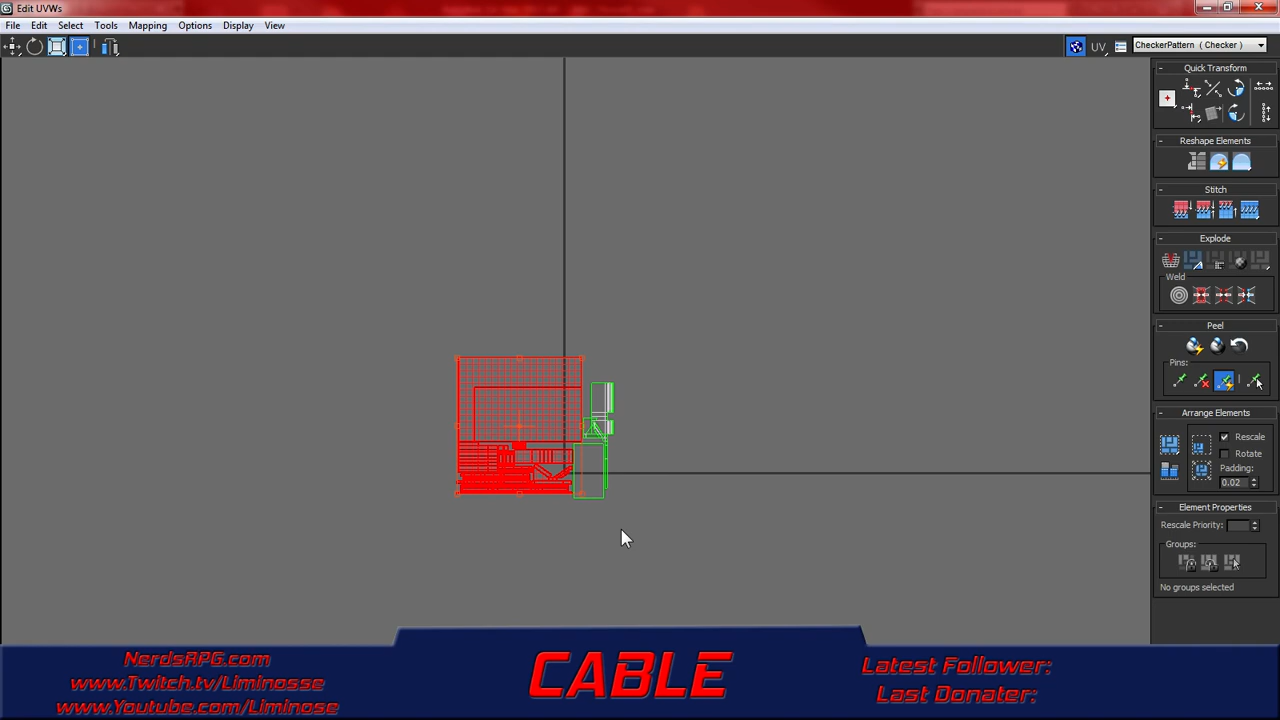 Edit UVWs
File Edit Select Tools Mapping Options Display View
UV CheckerPattern ( Checker )
Quick Transform
Reshape Elements
Stitch
Explode
Weld
Peel
Pins:
Arrange Elements
Rescale
Rotate
Padding:
0.02
Element Properties
Rescale Priority:
Groups:
No groups selected
NerdsRPG.com
www.Twitch.tv/Liminosse
www.Youtube.com/Liminose
CABLE
Latest Follower:
Last Donater: